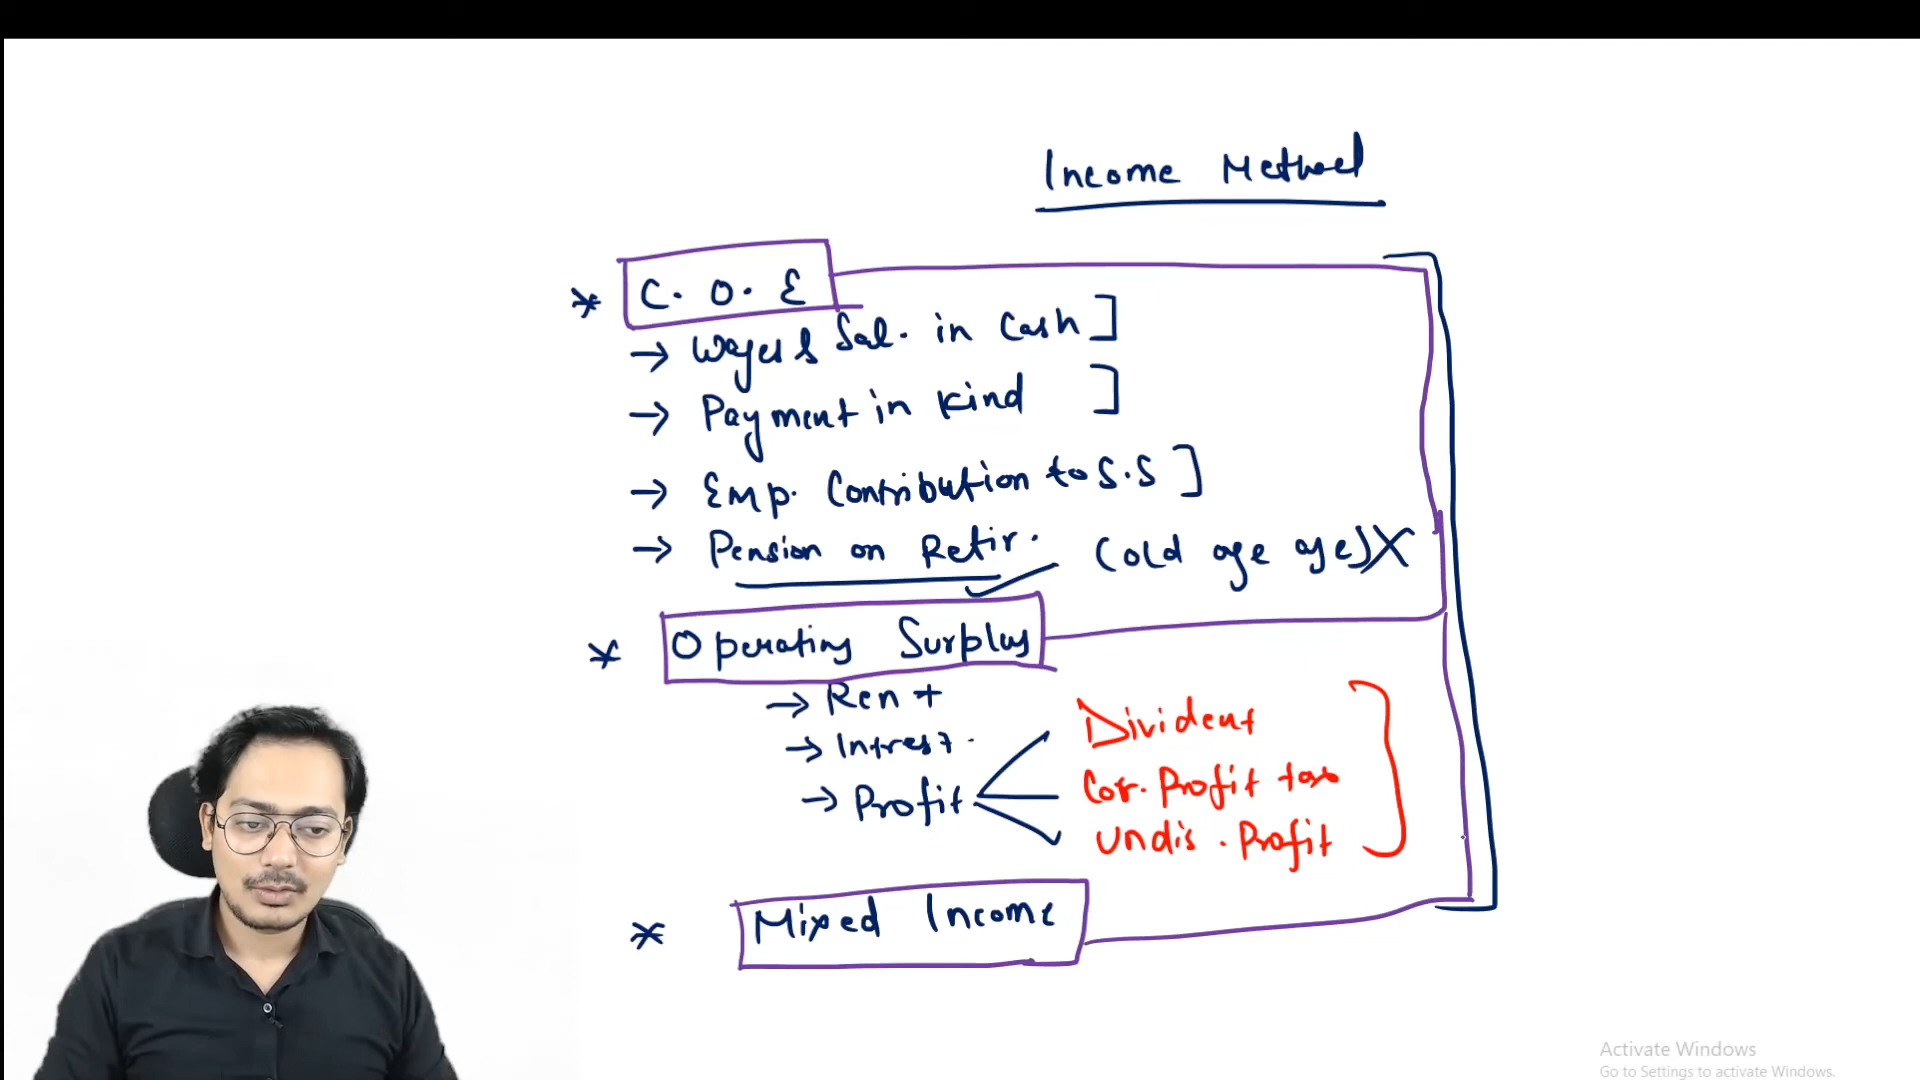 Income Method
* C. O. E
→ Wages & Sal. in Cash ]
→ Payment in Kind ]
→ Emp. Contribution to S.S ]
→ Pension on Retir. (old age age) X
* Operating Surplus
→ Rent
→ Intrest.
→ Profit
Divident
Cor. Profit tax
Undis. Profit
* Mixed Income
Activate Windows
Go to Settings to activate Windows.